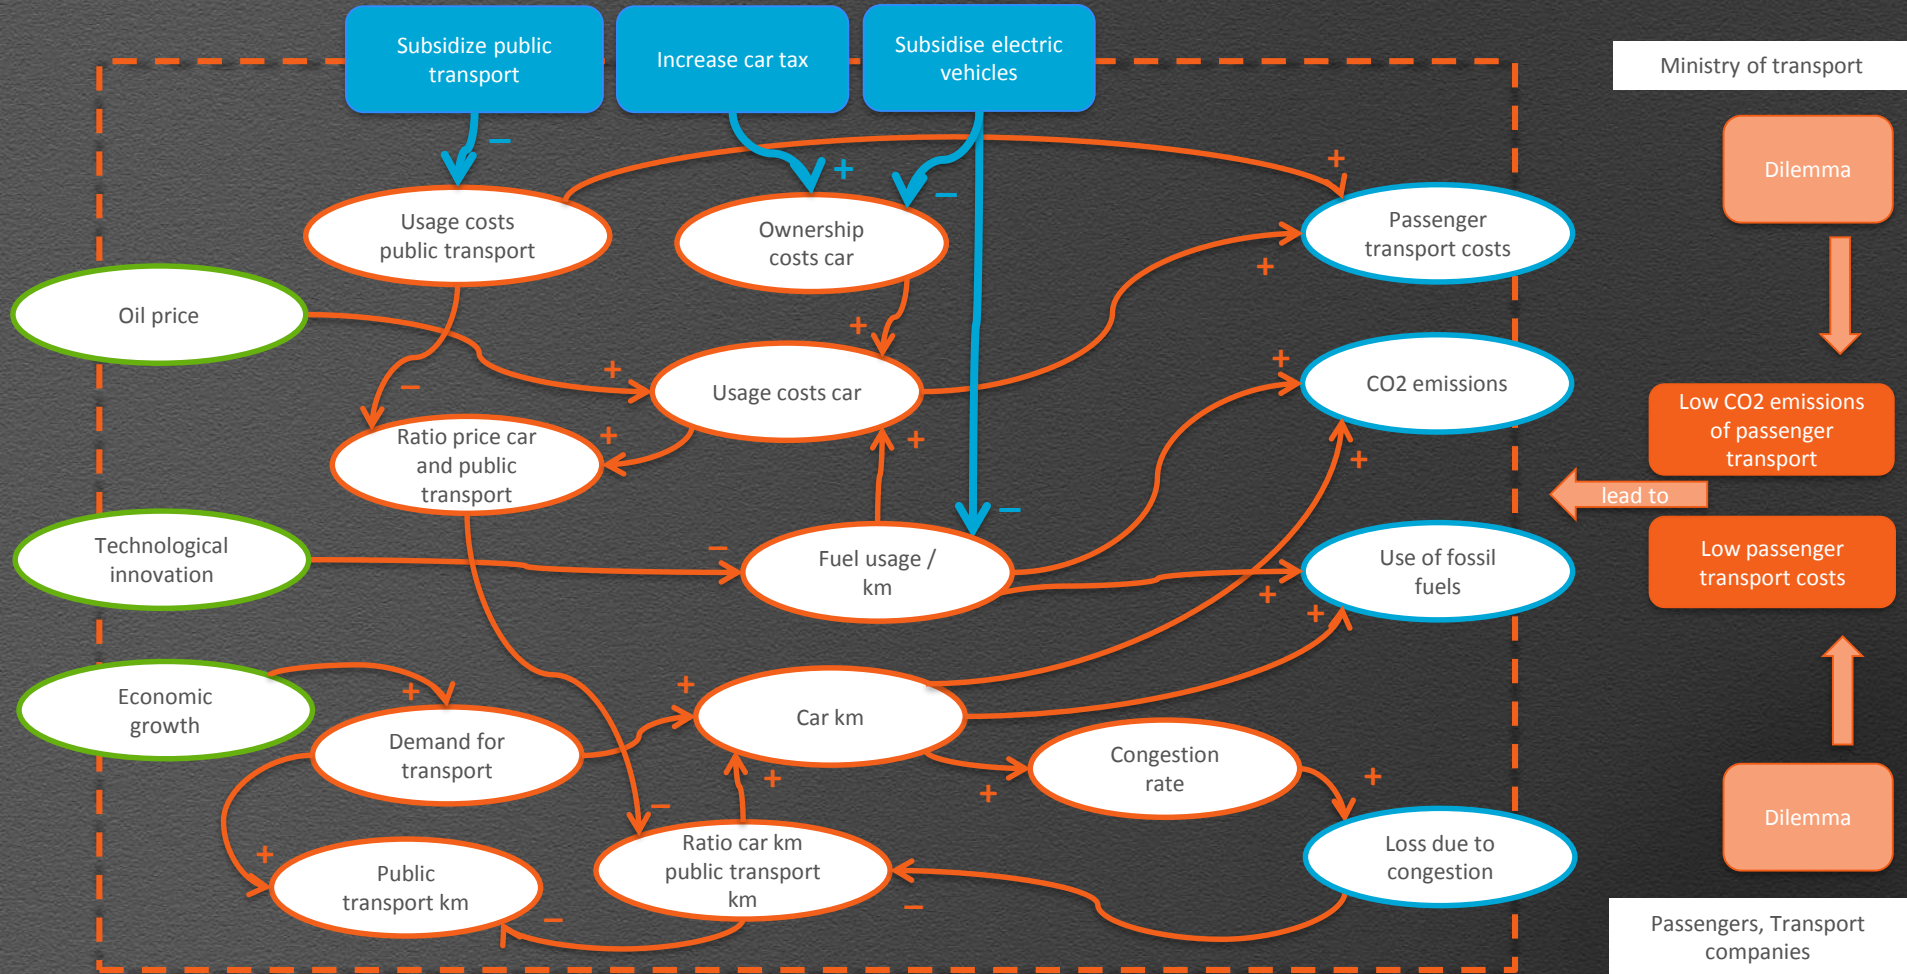 Subsidize public
transport
Increase car tax
Subsidise electric
vehicles
Ministry of transport
–
+
–
+
Dilemma
Usage costs
public transport
Ownership
costs car
Passenger
transport costs
+
Oil price
+
+
+
CO2 emissions
–
Usage costs car
Low CO2 emissions
of passenger
transport
Ratio price car
and public
transport
+
+
+
lead to
–
Technological
innovation
–
Fuel usage /
km
Use of fossil
fuels
Low passenger
transport costs
+
+
Economic
growth
+
+
Car km
Demand for
transport
Congestion
rate
+
+
+
–
Dilemma
+
Ratio car km
public transport
km
Loss due to
congestion
Public
transport km
–
–
Passengers, Transport
companies